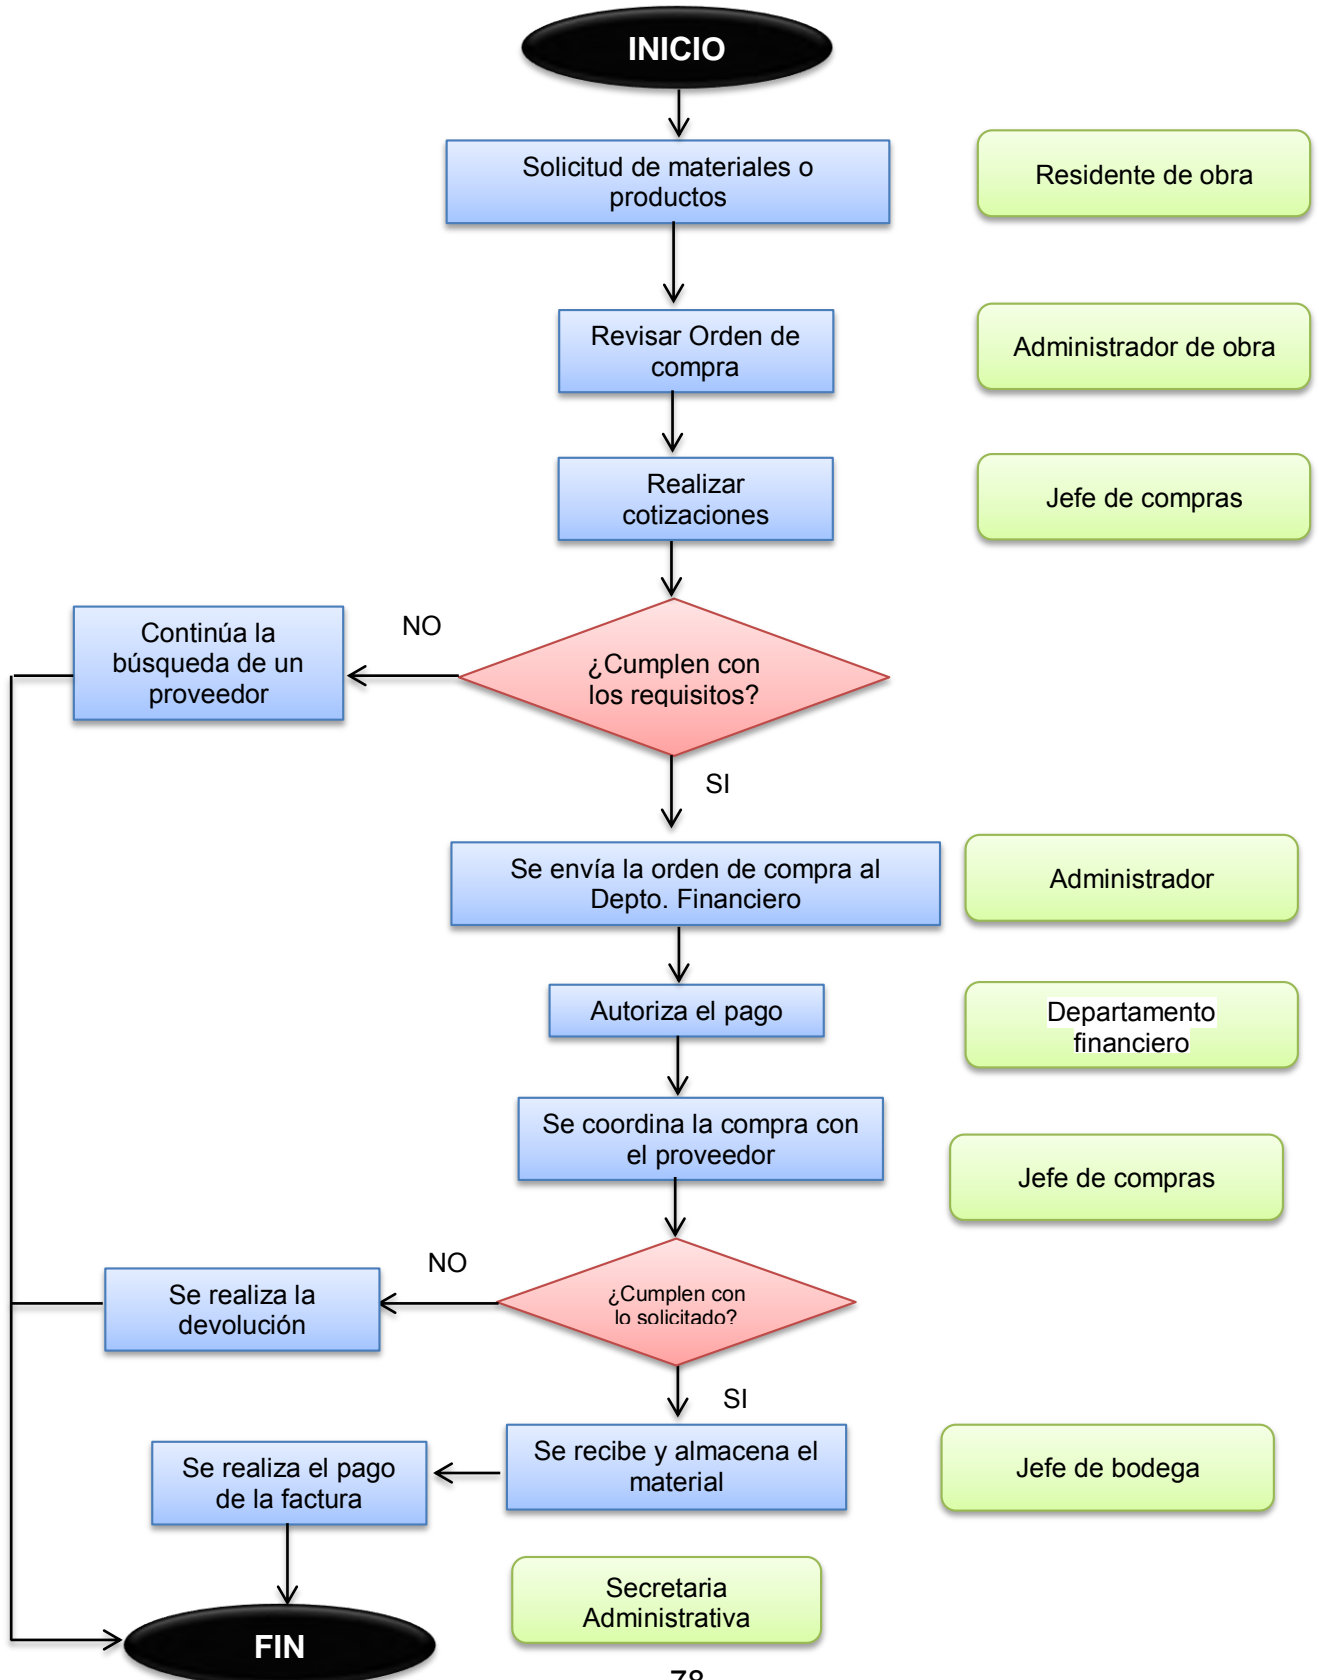 INICIO
Solicitud de materiales o
productos
Residente de obra
Revisar Orden de
compra
Administrador de obra
Realizar
cotizaciones
Jefe de compras
Continúa la
búsqueda de un
proveedor
NO
¿Cumplen con
los requisitos?
SI
Se envía la orden de compra al
Depto. Financiero
Administrador
Autoriza el pago
Departamento
financiero
Se coordina la compra con
el proveedor
Jefe de compras
NO
Se realiza la
devolución
¿Cumplen con
lo solicitado?
SI
Se recibe y almacena el
material
Jefe de bodega
Se realiza el pago
de la factura
Secretaria
Administrativa
FIN
78